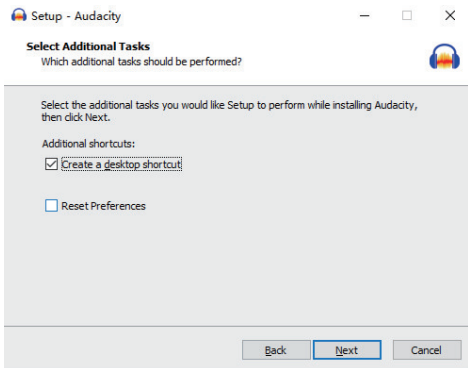 Setup - Audacity
Select Additional Tasks
Which additional tasks should be performed?
Select the additional tasks you would like Setup to perform while installing Audacity,
then click Next.
Additional shortcuts:
Create a desktop shortcut
Reset Preferences
Back Next Cancel